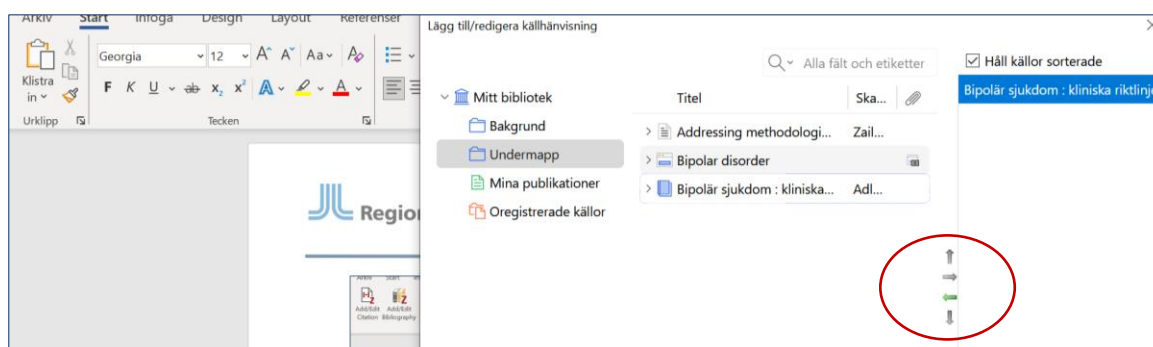 Arkiv Start Infoga Design Layout Referenser
Klistra in
Georgia 12 A A Aa A
F K U ab x2 x2 A A
Urklipp Tecken
Region
Add/Edit Citation Add/Edit Bibliography
Lägg till/redigera källhänvisning
Alla fält och etiketter
Håll källor sorterade
Mitt bibliotek
Bakgrund
Undermapp
Mina publikationer
Oregistrerade källor
Titel Ska...
Addressing methodologi... Zail...
Bipolar disorder
Bipolär sjukdom : kliniska... Adl...
Bipolär sjukdom : kliniska riktlinje